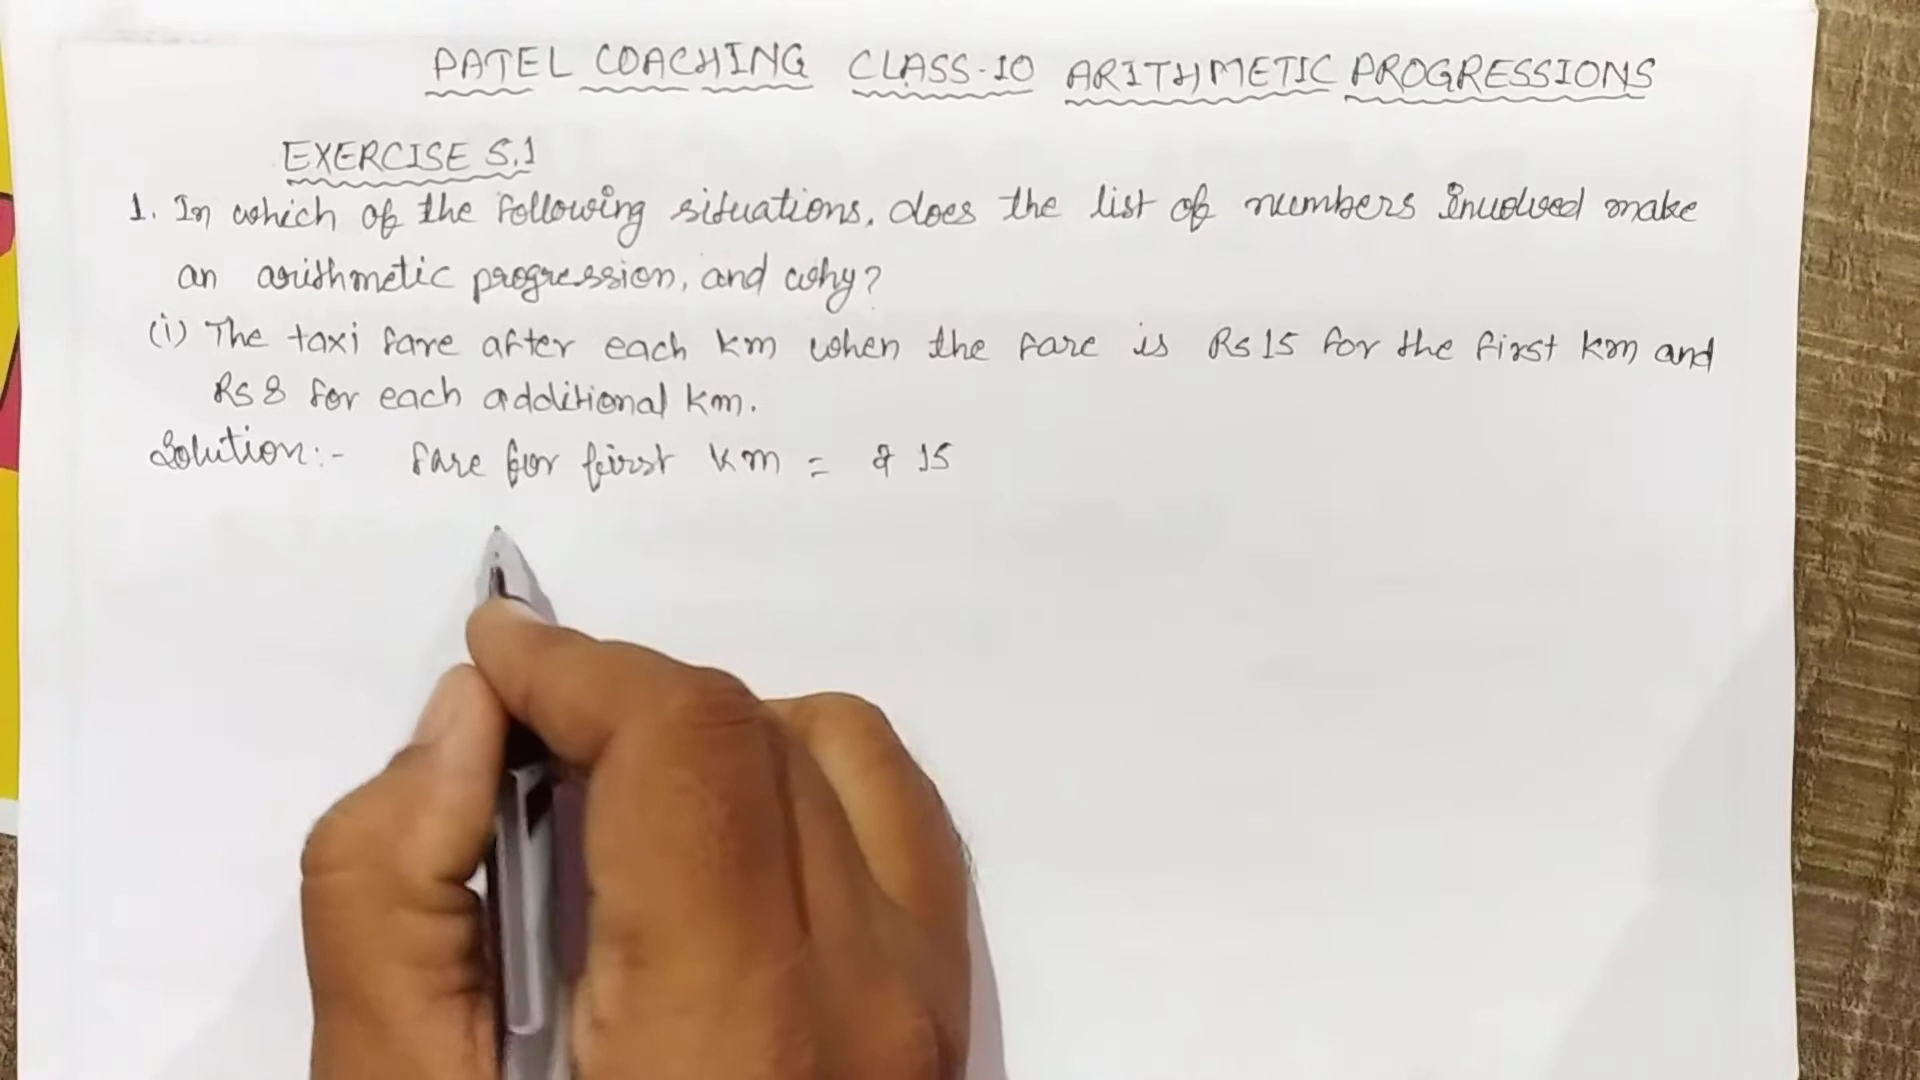 PATEL COACHING CLASS-10 ARITHMETIC PROGRESSIONS
EXERCISE 5.1
1. In which of the following situations, does the list of numbers involved make
an arithmetic progression, and why?
(i) The taxi fare after each km when the fare is Rs 15 for the first km and
Rs 8 for each additional km.
Solution:- fare for first km = ₹ 15